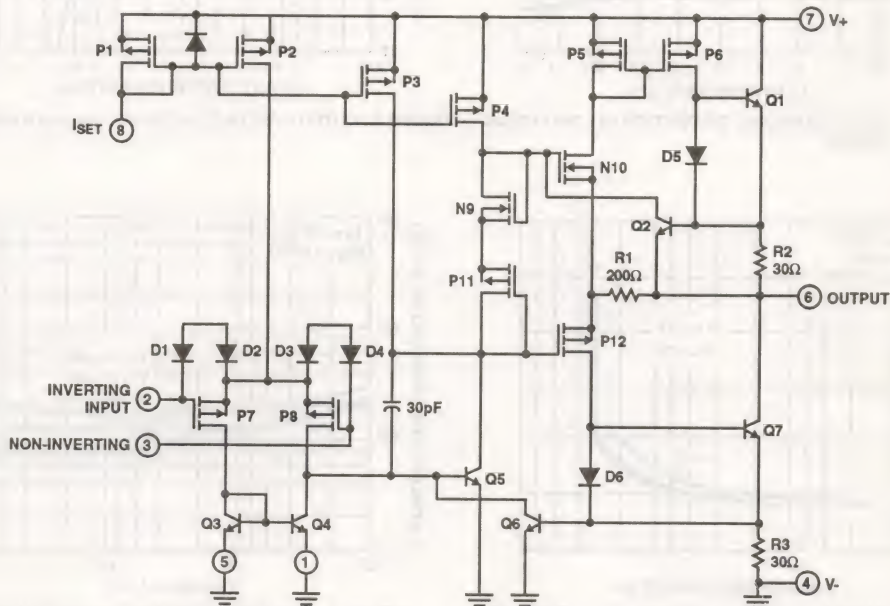 7 V+
P1
P2
P3
P4
P5
P6
Q1
ISET 8
D5
N10
N9
Q2
R2
30Ω
R1
200Ω
6 OUTPUT
P11
P12
D1
D2
D3
D4
INVERTING
INPUT 2
P7
P8
30pF
NON-INVERTING 3
Q7
Q5
D6
Q3
Q4
Q6
5
1
R3
30Ω
4 V-